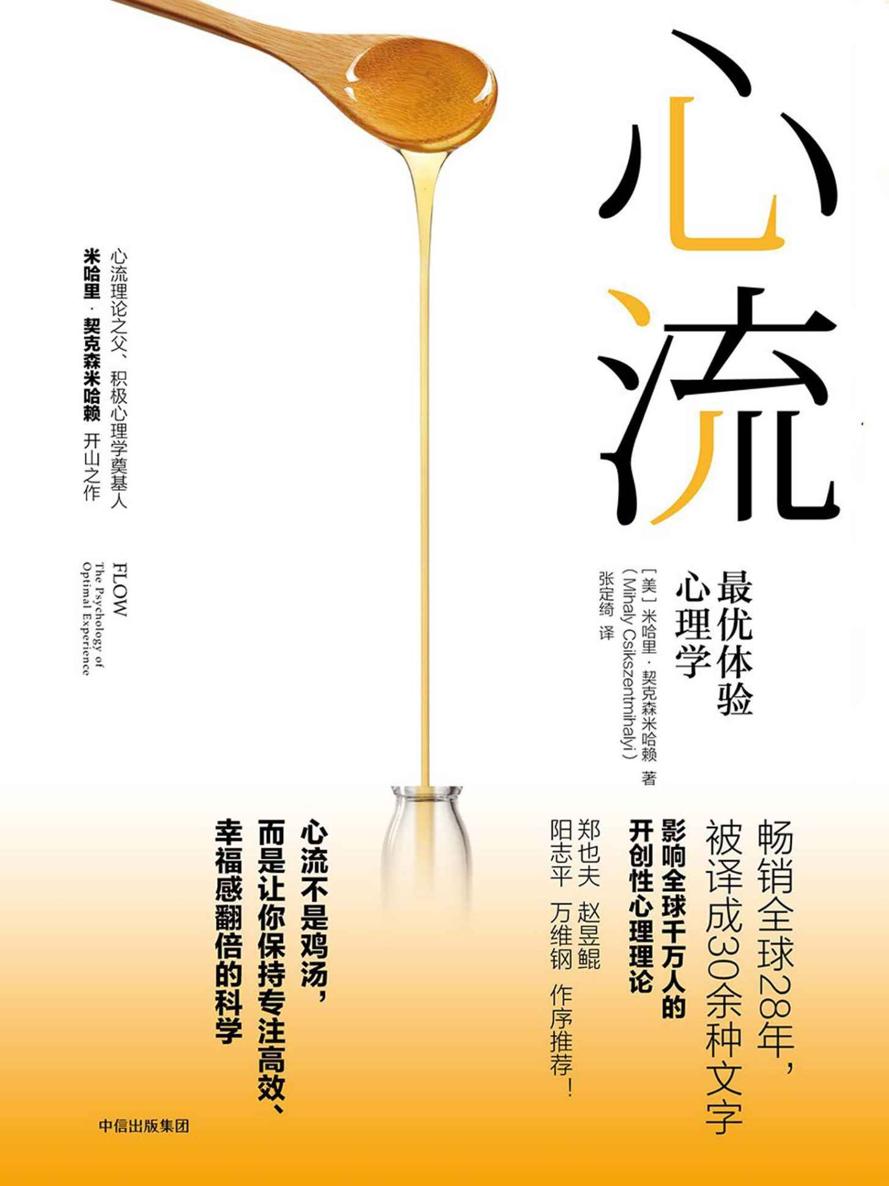 心流
最优体验
心理学
［美］米哈里·契克森米哈赖 著
（Mihaly Csikszentmihalyi）
张定绮 译
心流理论之父、积极心理学奠基人
米哈里·契克森米哈赖 开山之作
FLOW
The Psychology of
Optimal Experience
畅销全球28年，
被译成30余种文字
影响全球千万人的
开创性心理理论
郑也夫 赵昱鲲
阳志平 万维钢 作序推荐！
心流不是鸡汤，
而是让你保持专注高效、
幸福感翻倍的科学
中信出版集团